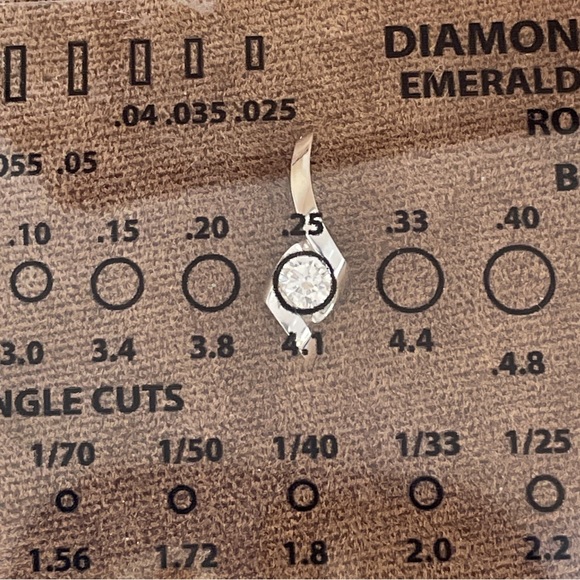 DIAMON
EMERALD
.04 .035 .025
RO
055 .05
B
.10 .15 .20 .25 .33 .40
3.0 3.4 3.8 4.1 4.4 .4.8
NGLE CUTS
1/70 1/50 1/40 1/33 1/25
1.56 1.72 1.8 2.0 2.2